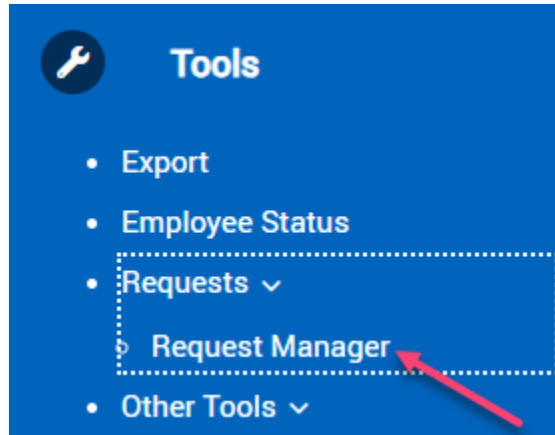 Tools
Export
Employee Status
Requests
Request Manager
Other Tools